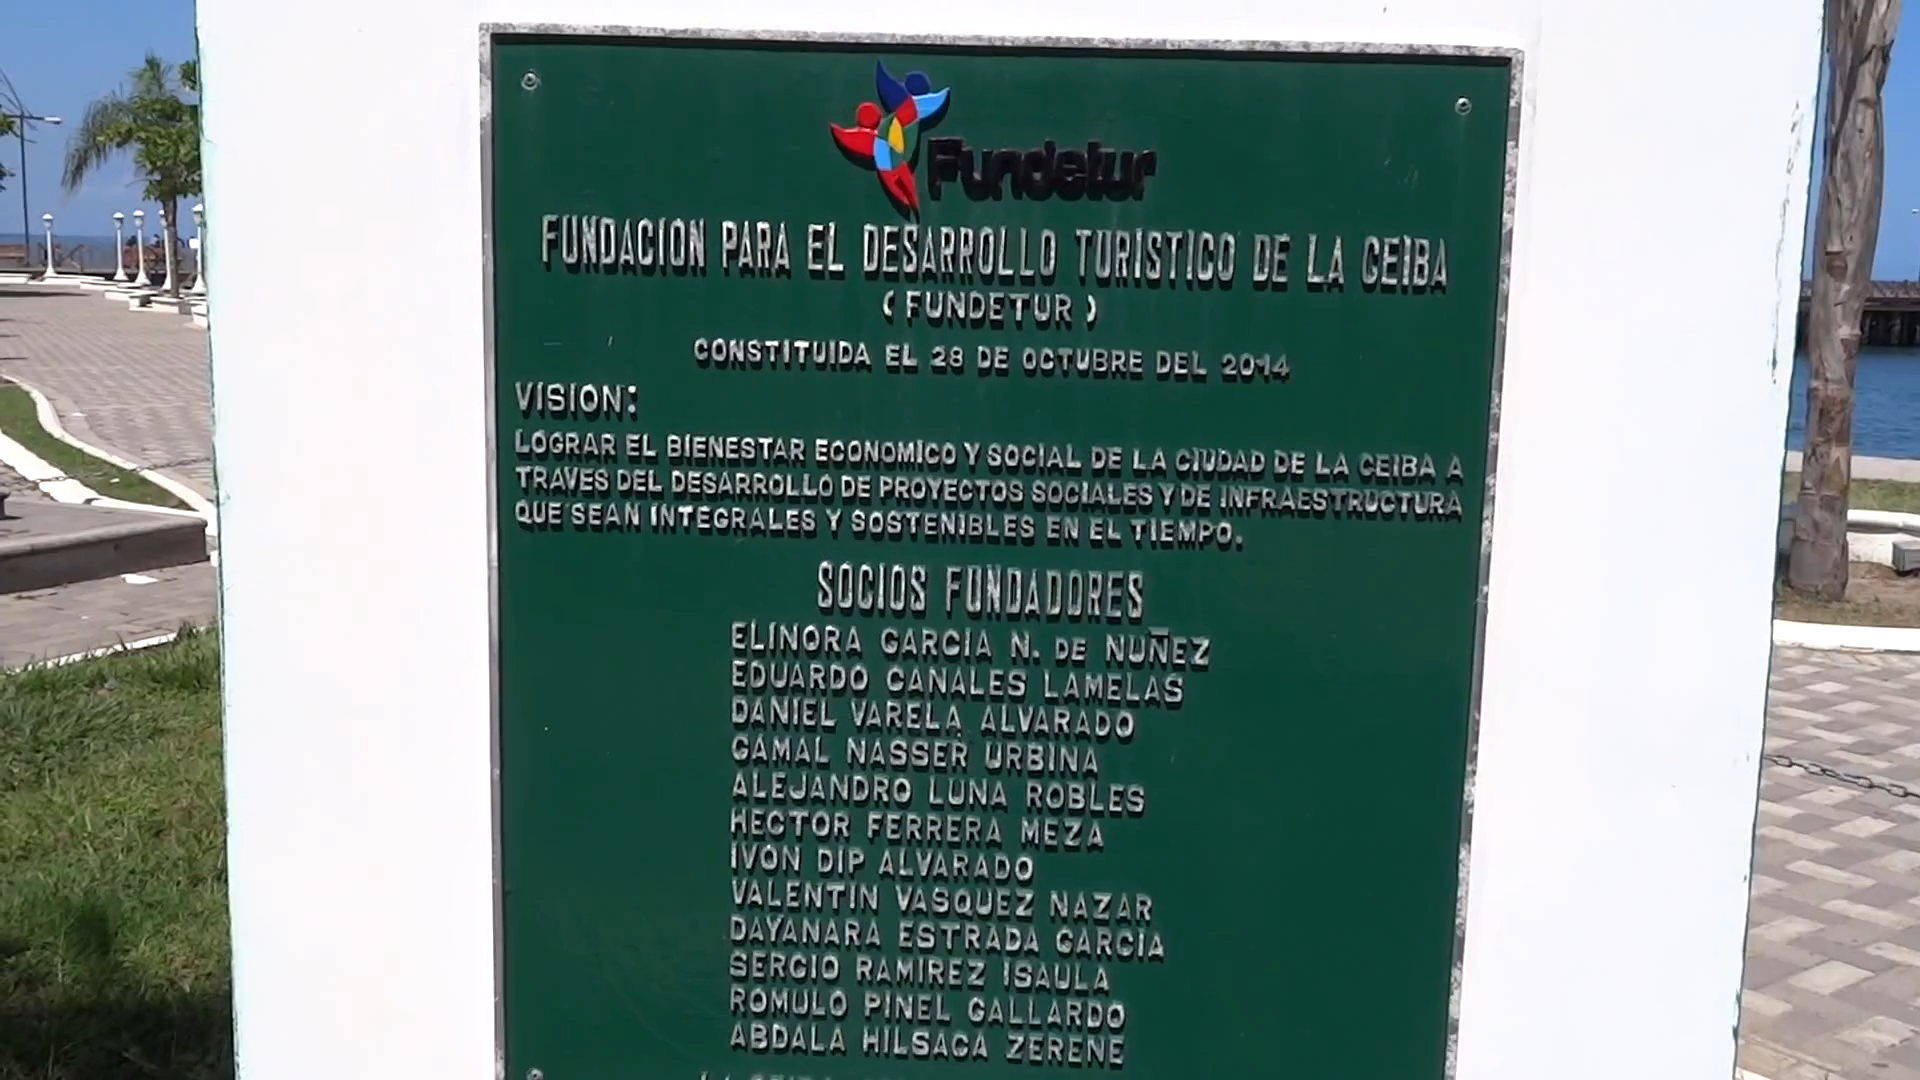 Fundetur
FUNDACION PARA EL DESARROLLO TURISTICO DE LA CEIBA
( FUNDETUR )
CONSTITUIDA EL 28 DE OCTUBRE DEL 2014
VISION:
LOGRAR EL BIENESTAR ECONOMICO Y SOCIAL DE LA CIUDAD DE LA CEIBA A
TRAVES DEL DESARROLLO DE PROYECTOS SOCIALES Y DE INFRAESTRUCTURA
QUE SEAN INTEGRALES Y SOSTENIBLES EN EL TIEMPO.
SOCIOS FUNDADORES
ELINORA GARCIA N. DE NUÑEZ
EDUARDO CANALES LAMELAS
DANIEL VARELA ALVARADO
GAMAL NASSER URBINA
ALEJANDRO LUNA ROBLES
HECTOR FERRERA MEZA
IVON DIP ALVARADO
VALENTIN VASQUEZ NAZAR
DAYANARA ESTRADA GARCIA
SERGIO RAMIREZ ISAULA
ROMULO PINEL GALLARDO
ABDALA HILSACA ZERENE
LA CEIBA